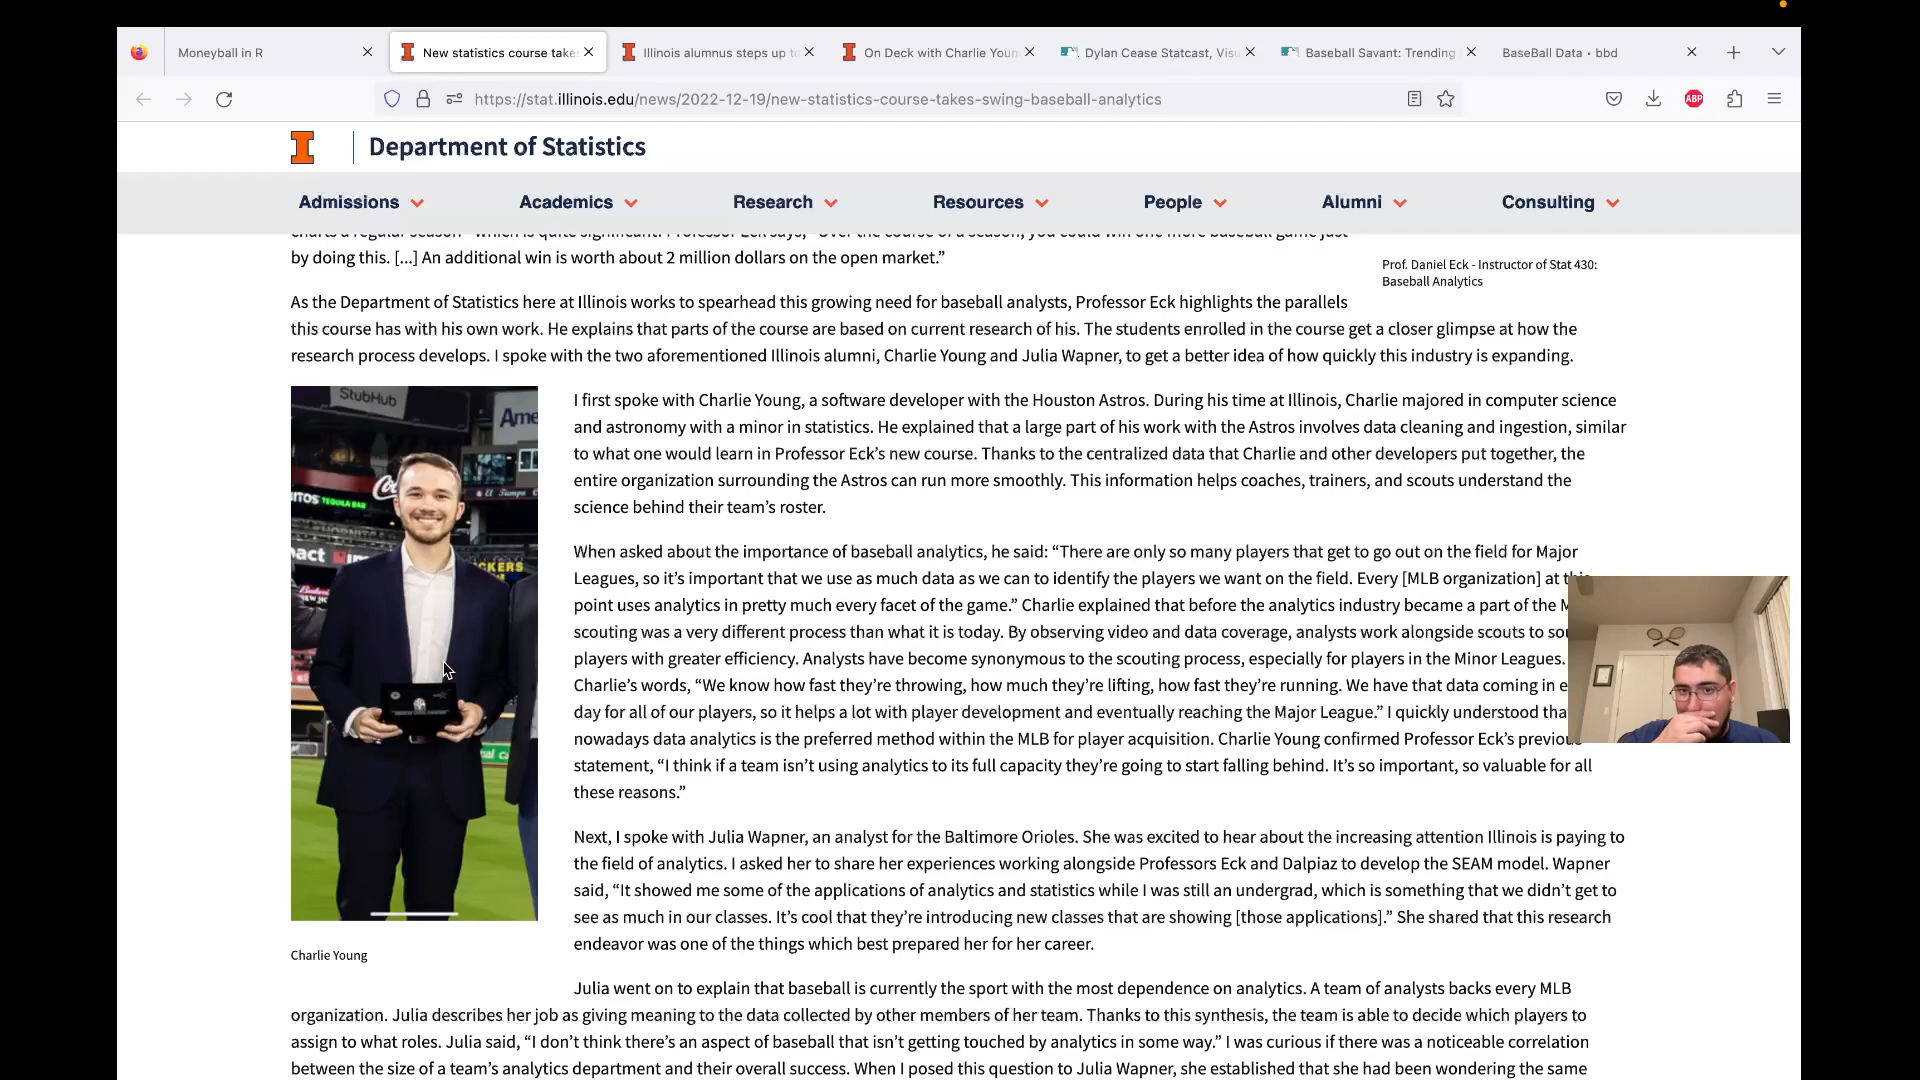 Moneyball in R
New statistics course take
Illinois alumnus steps up to
On Deck with Charlie Youn
Dylan Cease Statcast, Visu
Baseball Savant: Trending
BaseBall Data • bbd
https://stat.illinois.edu/news/2022-12-19/new-statistics-course-takes-swing-baseball-analytics
ABP
I
Department of Statistics
Admissions
Academics
Research
Resources
People
Alumni
Consulting
charts a regular season - which is quite significant. Professor Eck says, “Over the course of a season, you could win one more baseball game just
by doing this. [...] An additional win is worth about 2 million dollars on the open market.”
Prof. Daniel Eck - Instructor of Stat 430:
Baseball Analytics
As the Department of Statistics here at Illinois works to spearhead this growing need for baseball analysts, Professor Eck highlights the parallels
this course has with his own work. He explains that parts of the course are based on current research of his. The students enrolled in the course get a closer glimpse at how the
research process develops. I spoke with the two aforementioned Illinois alumni, Charlie Young and Julia Wapner, to get a better idea of how quickly this industry is expanding.
StubHub
Ame
I first spoke with Charlie Young, a software developer with the Houston Astros. During his time at Illinois, Charlie majored in computer science
and astronomy with a minor in statistics. He explained that a large part of his work with the Astros involves data cleaning and ingestion, similar
to what one would learn in Professor Eck’s new course. Thanks to the centralized data that Charlie and other developers put together, the
entire organization surrounding the Astros can run more smoothly. This information helps coaches, trainers, and scouts understand the
science behind their team’s roster.
When asked about the importance of baseball analytics, he said: “There are only so many players that get to go out on the field for Major
Leagues, so it’s important that we use as much data as we can to identify the players we want on the field. Every [MLB organization] at this
point uses analytics in pretty much every facet of the game.” Charlie explained that before the analytics industry became a part of the M
scouting was a very different process than what it is today. By observing video and data coverage, analysts work alongside scouts to so
players with greater efficiency. Analysts have become synonymous to the scouting process, especially for players in the Minor Leagues.
Charlie’s words, “We know how fast they’re throwing, how much they’re lifting, how fast they’re running. We have that data coming in e
day for all of our players, so it helps a lot with player development and eventually reaching the Major League.” I quickly understood tha
nowadays data analytics is the preferred method within the MLB for player acquisition. Charlie Young confirmed Professor Eck’s previous
statement, “I think if a team isn’t using analytics to its full capacity they’re going to start falling behind. It’s so important, so valuable for all
these reasons.”
Next, I spoke with Julia Wapner, an analyst for the Baltimore Orioles. She was excited to hear about the increasing attention Illinois is paying to
the field of analytics. I asked her to share her experiences working alongside Professors Eck and Dalpiaz to develop the SEAM model. Wapner
said, “It showed me some of the applications of analytics and statistics while I was still an undergrad, which is something that we didn’t get to
see as much in our classes. It’s cool that they’re introducing new classes that are showing [those applications].” She shared that this research
endeavor was one of the things which best prepared her for her career.
Charlie Young
Julia went on to explain that baseball is currently the sport with the most dependence on analytics. A team of analysts backs every MLB
organization. Julia describes her job as giving meaning to the data collected by other members of her team. Thanks to this synthesis, the team is able to decide which players to
assign to what roles. Julia said, “I don’t think there’s an aspect of baseball that isn’t getting touched by analytics in some way.” I was curious if there was a noticeable correlation
between the size of a team’s analytics department and their overall success. When I posed this question to Julia Wapner, she established that she had been wondering the same